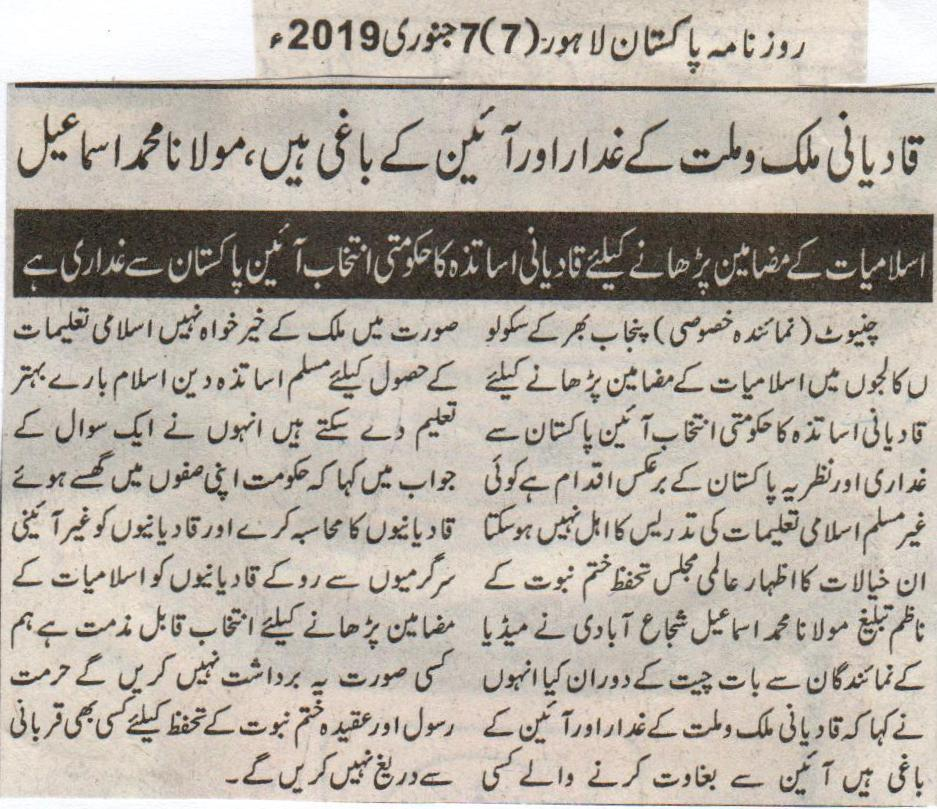 روزنامہ پاکستان لاہور (7) 7 جنوری 2019ء
قادیانی ملک و ملت کے غدار اور آئین کے باغی ہیں، مولانا محمد اسماعیل
اسلامیات کے مضامین پڑھانے کیلئے قادیانی اساتذہ کا حکومتی انتخاب آئین پاکستان سے غداری ہے
چنیوٹ (نمائندہ خصوصی) پنجاب بھر کے سکولو
ں کالجوں میں اسلامیات کے مضامین پڑھانے کیلئے
قادیانی اساتذہ کا حکومتی انتخاب آئین پاکستان سے
غداری اور نظریہ پاکستان کے برعکس اقدام ہے کوئی
غیر مسلم اسلامی تعلیمات کی تدریس کا اہل نہیں ہوسکتا
ان خیالات کا اظہار عالمی مجلس تحفظ ختم نبوت کے
ناظم تبلیغ مولانا محمد اسماعیل شجاع آبادی نے میڈیا
کے نمائندگان سے بات چیت کے دوران کیا انہوں
نے کہا کہ قادیانی ملک و ملت کے غدار اور آئین کے
باغی ہیں آئین سے بغاوت کرنے والے کسی
صورت میں ملک کے خیر خواہ نہیں اسلامی تعلیمات
کے حصول کیلئے مسلم اساتذہ دین اسلام بارے بہتر
تعلیم دے سکتے ہیں انہوں نے ایک سوال کے
جواب میں کہا کہ حکومت اپنی صفوں میں گھسے ہوئے
قادیانیوں کا محاسبہ کرے اور قادیانیوں کو غیر آئینی
سرگرمیوں سے روکے قادیانیوں کو اسلامیات کے
مضامین پڑھانے کیلئے انتخاب قابل مذمت ہے ہم
کسی صورت یہ برداشت نہیں کریں گے حرمت
رسول اور عقیدہ ختم نبوت کے تحفظ کیلئے کسی بھی قربانی
سے دریغ نہیں کریں گے۔